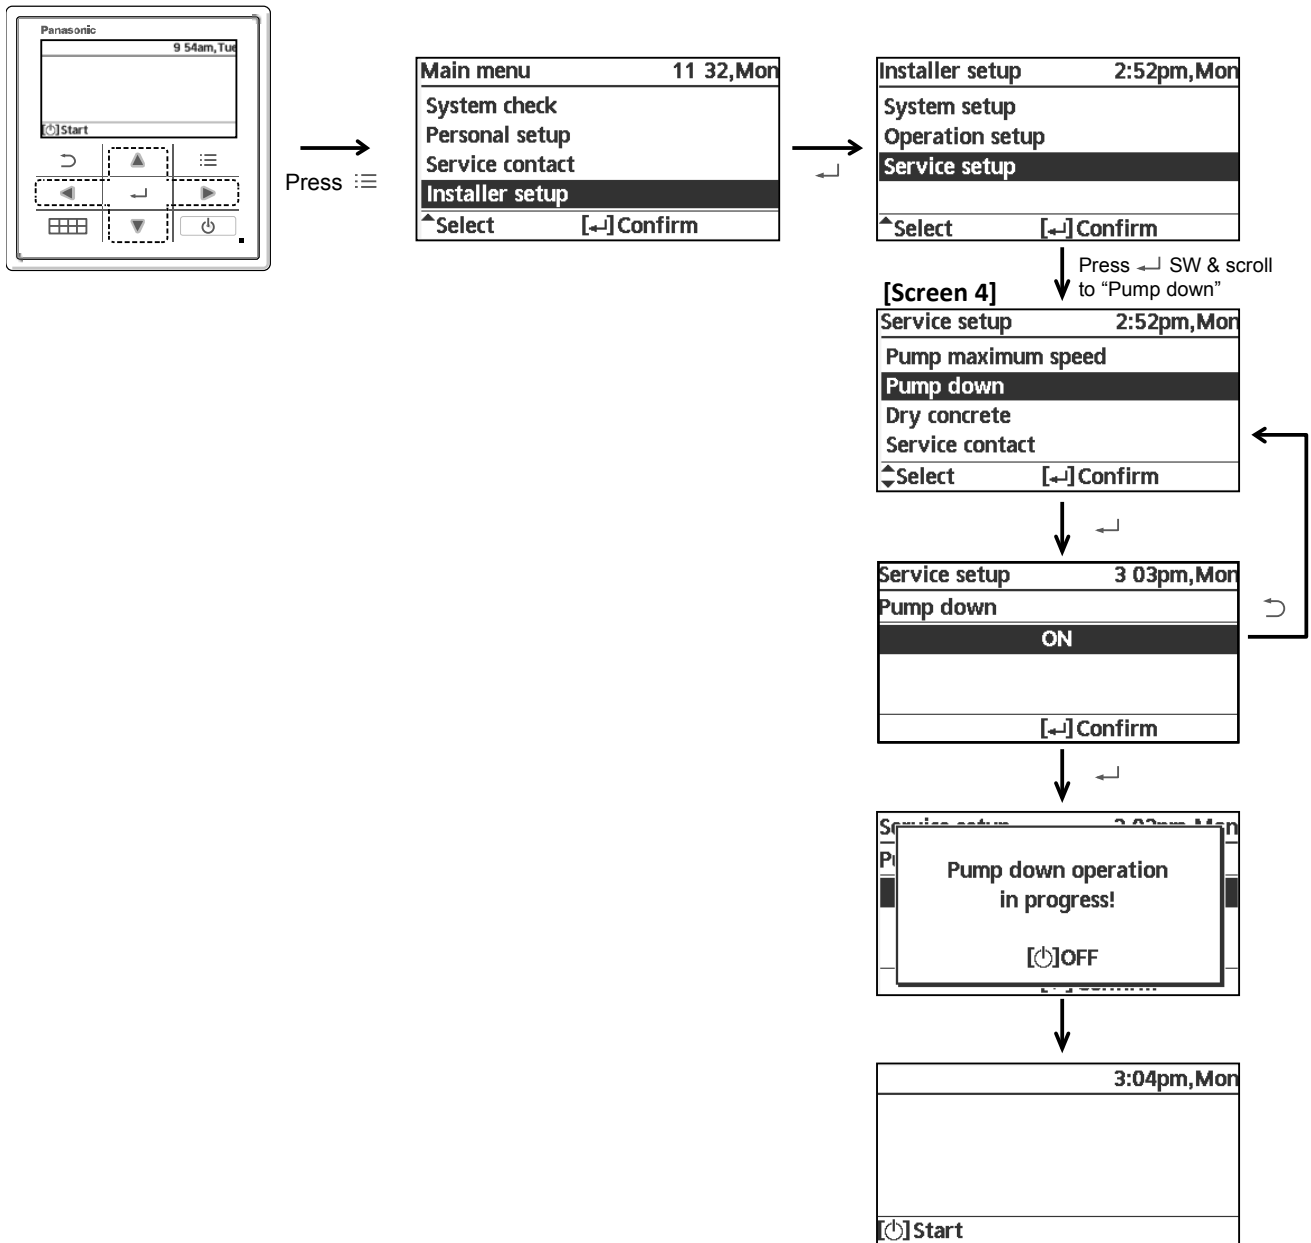 Panasonic
9 54am,Tue
[⏻]Start
Press
Main menu 11 32,Mon
System check
Personal setup
Service contact
Installer setup
Select [↵]Confirm
Installer setup 2:52pm,Mon
System setup
Operation setup
Service setup
Select [↵]Confirm
Press ↵ SW & scroll
to “Pump down”
[Screen 4]
Service setup 2:52pm,Mon
Pump maximum speed
Pump down
Dry concrete
Service contact
Select [↵]Confirm
Service setup 3 03pm,Mon
Pump down
ON
[↵]Confirm
Pump down operation
in progress!
[⏻]OFF
3:04pm,Mon
[⏻]Start